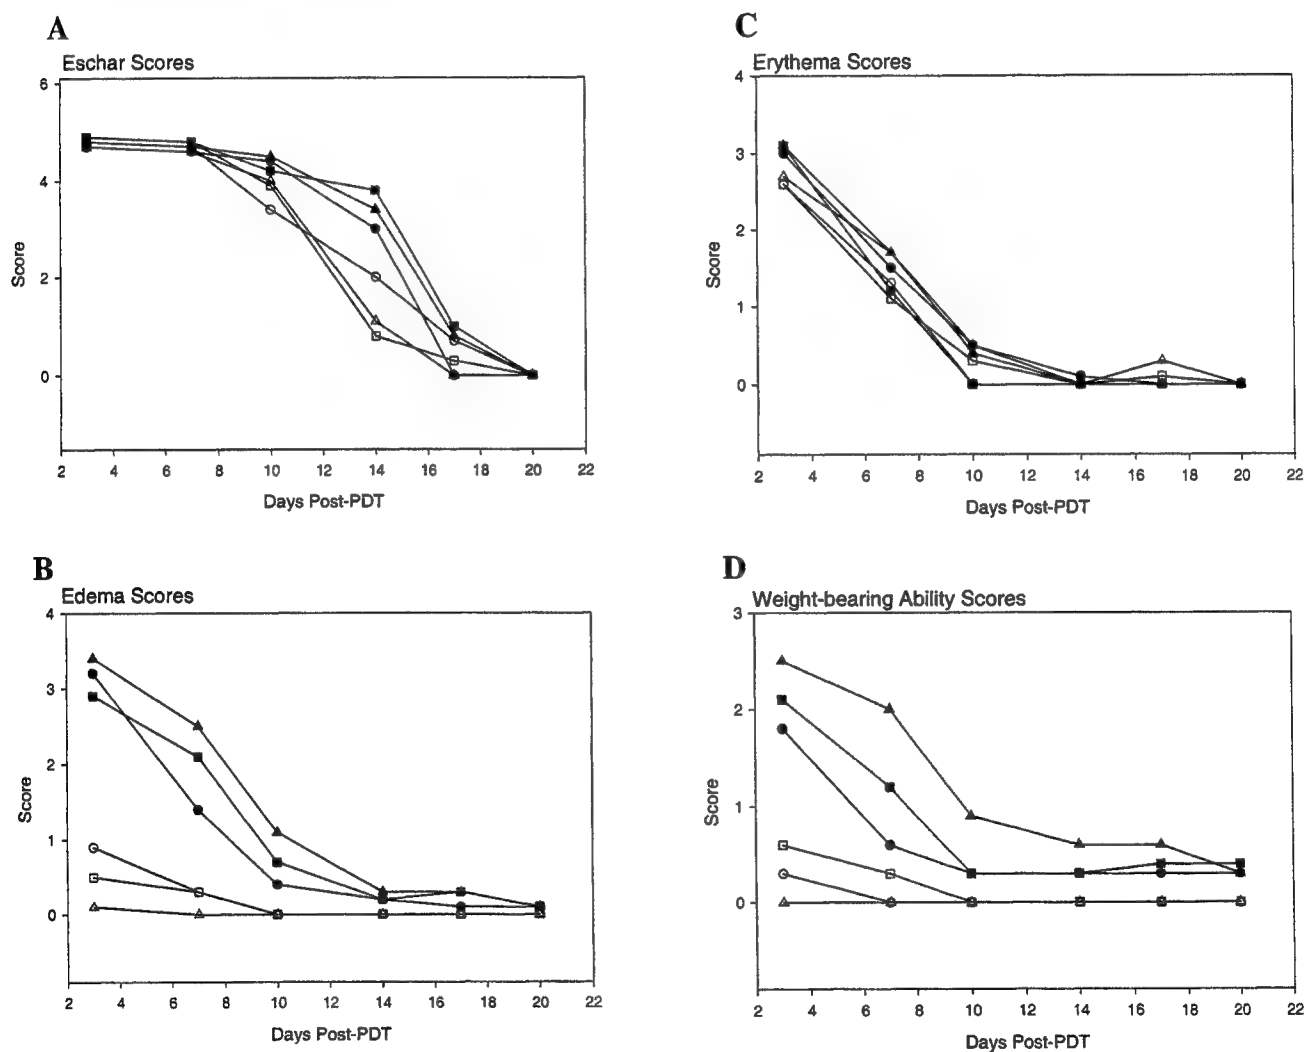 A
Eschar Scores
6
4
2
0
Score
2 4 6 8 10 12 14 16 18 20 22
Days Post-PDT
C
Erythema Scores
4
3
2
1
0
Score
2 4 6 8 10 12 14 16 18 20 22
Days Post-PDT
B
Edema Scores
4
3
2
1
0
Score
2 4 6 8 10 12 14 16 18 20 22
Days Post-PDT
D
Weight-bearing Ability Scores
3
2
1
0
Score
2 4 6 8 10 12 14 16 18 20 22
Days Post-PDT